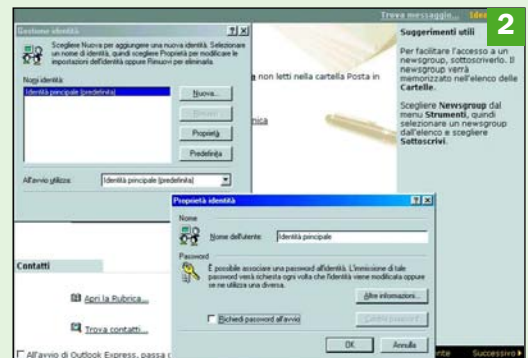 Trova messaggio...
2
Gestione identità
Scegliere Nuova per aggiungere una nuova identità. Selezionare
un nome di identità, quindi scegliere Proprietà per modificare le
impostazioni dell'identità oppure Rimuovi per eliminarla.
Nomi identità:
Identità principale (predefinita)
Nuova...
Rimuovi
Proprietà
Predefinita
All'avvio utilizza:
Identità principale (predefinita)
non letti nella cartella Posta in
Suggerimenti utili
Per facilitare l'accesso a un
newsgroup, sottoscriverlo. Il
newsgroup verrà
memorizzato nell'elenco delle
Cartelle.
Scegliere Newsgroup dal
menu Strumenti, quindi
selezionare un newsgroup
dall'elenco e scegliere
Sottoscrivi.
Proprietà identità
Nome
Nome dell'utente:
Identità principale
Password
È possibile associare una password all'identità. L'immissione di tale
password verrà richiesta ogni volta che l'identità viene modificata oppure
se ne utilizza una diversa.
Altre informazioni...
Richiedi password all'avvio
Cambia password...
OK
Annulla
Contatti
Apri la Rubrica...
Trova contatti...
All'avvio di Outlook Express, passa
Successivo